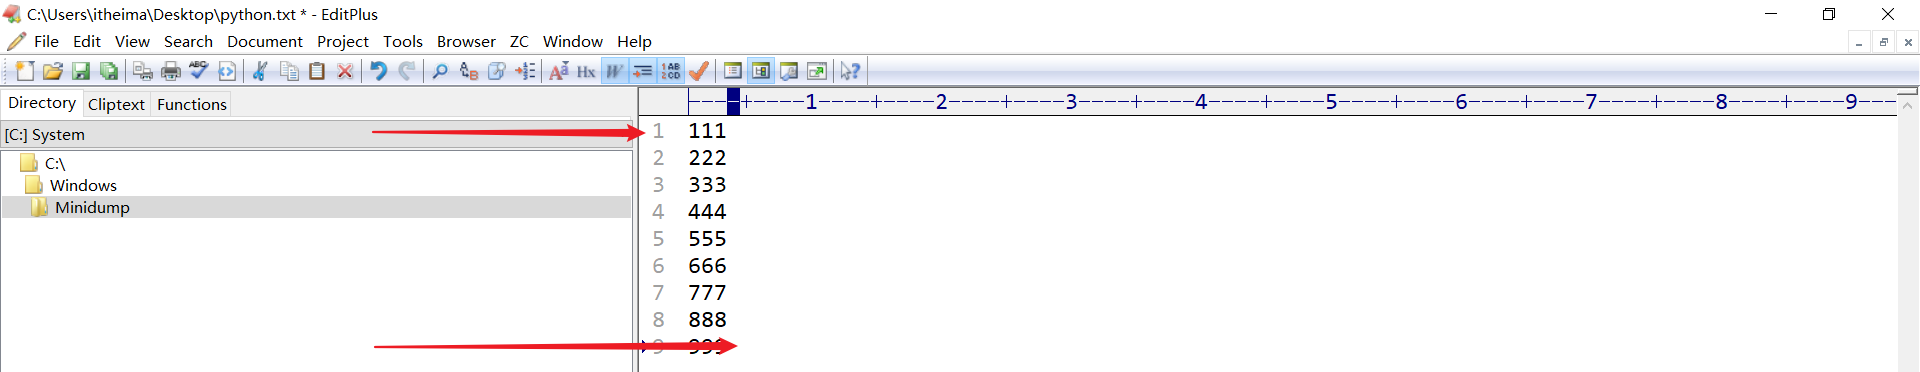 C:\Users\itheima\Desktop\python.txt * - EditPlus
File Edit View Search Document Project Tools Browser ZC Window Help
Directory Cliptext Functions
[C:] System
C:\
Windows
Minidump
----+----1----+----2----+----3----+----4----+----5----+----6----+----7----+----8----+----9----
1 111
2 222
3 333
4 444
5 555
6 666
7 777
8 888
9 999